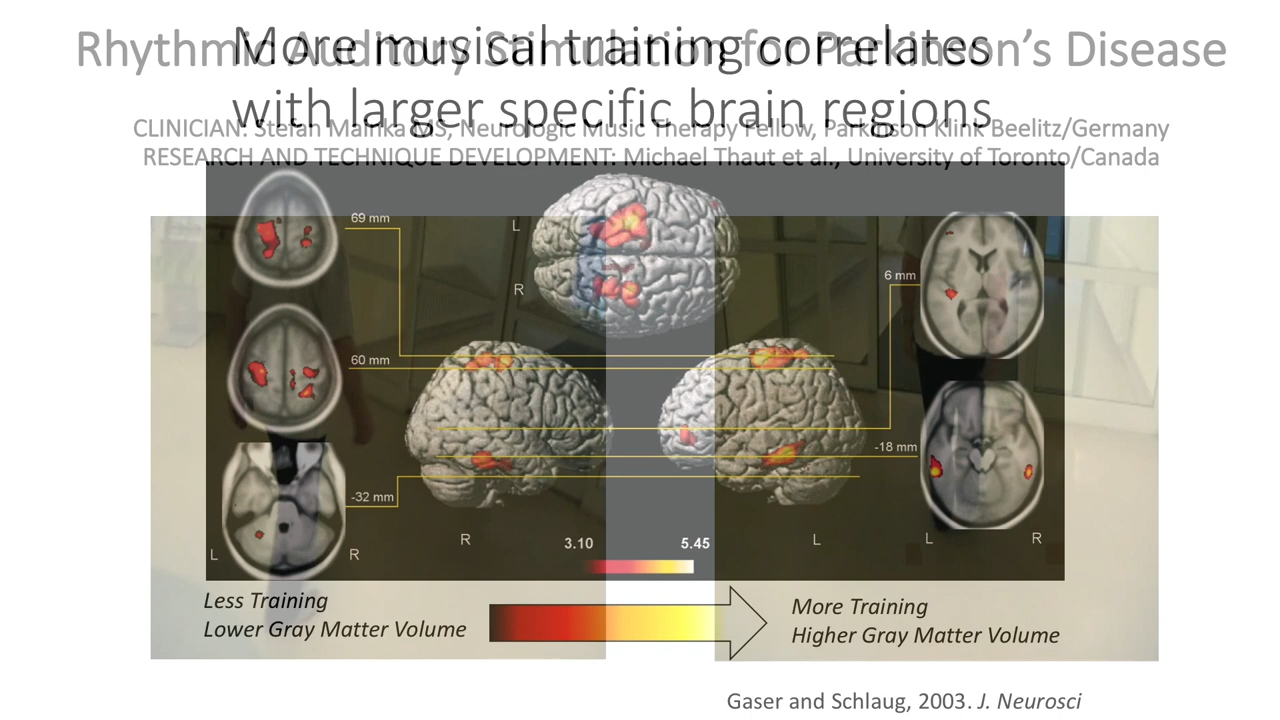 Rhythmic Auditory Stimulation for Parkinson's Disease
More musical training correlates
with larger specific brain regions
CLINICIAN: Stefan Mainka MS, Neurologic Music Therapy Fellow, Parkinson Klinik Beelitz/Germany
RESEARCH AND TECHNIQUE DEVELOPMENT: Michael Thaut et al., University of Toronto/Canada
69 mm
L
R
6 mm
60 mm
-18 mm
-32 mm
L
R
R
3.10
5.45
L
L
R
Less Training
Lower Gray Matter Volume
More Training
Higher Gray Matter Volume
Gaser and Schlaug, 2003. J. Neurosci